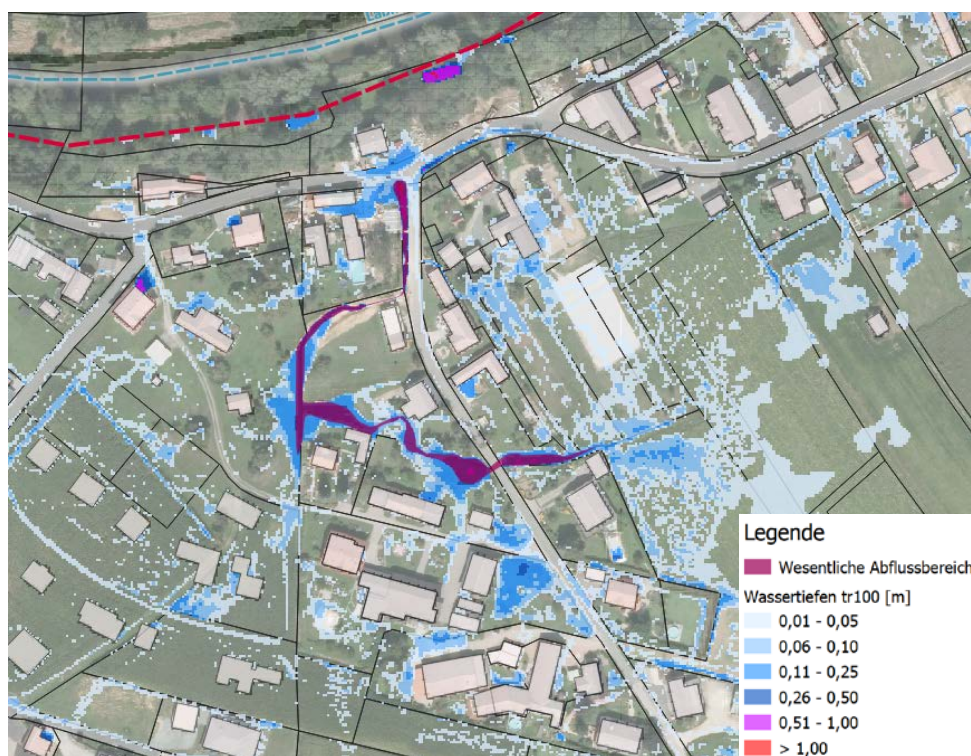 Legende
Wesentliche Abflussbereich
Wassertiefen tr100 [m]
0,01 - 0,05
0,06 - 0,10
0,11 - 0,25
0,26 - 0,50
0,51 - 1,00
> 1,00